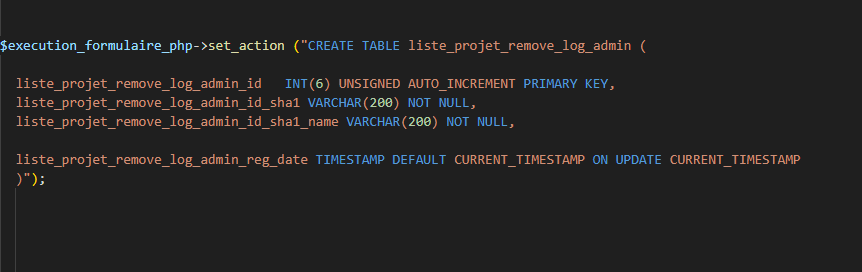 $execution_formulaire_php->set_action ("CREATE TABLE liste_projet_remove_log_admin (
liste_projet_remove_log_admin_id   INT(6) UNSIGNED AUTO_INCREMENT PRIMARY KEY,
liste_projet_remove_log_admin_id_sha1 VARCHAR(200) NOT NULL,
liste_projet_remove_log_admin_id_sha1_name VARCHAR(200) NOT NULL,
liste_projet_remove_log_admin_reg_date TIMESTAMP DEFAULT CURRENT_TIMESTAMP ON UPDATE CURRENT_TIMESTAMP
)");